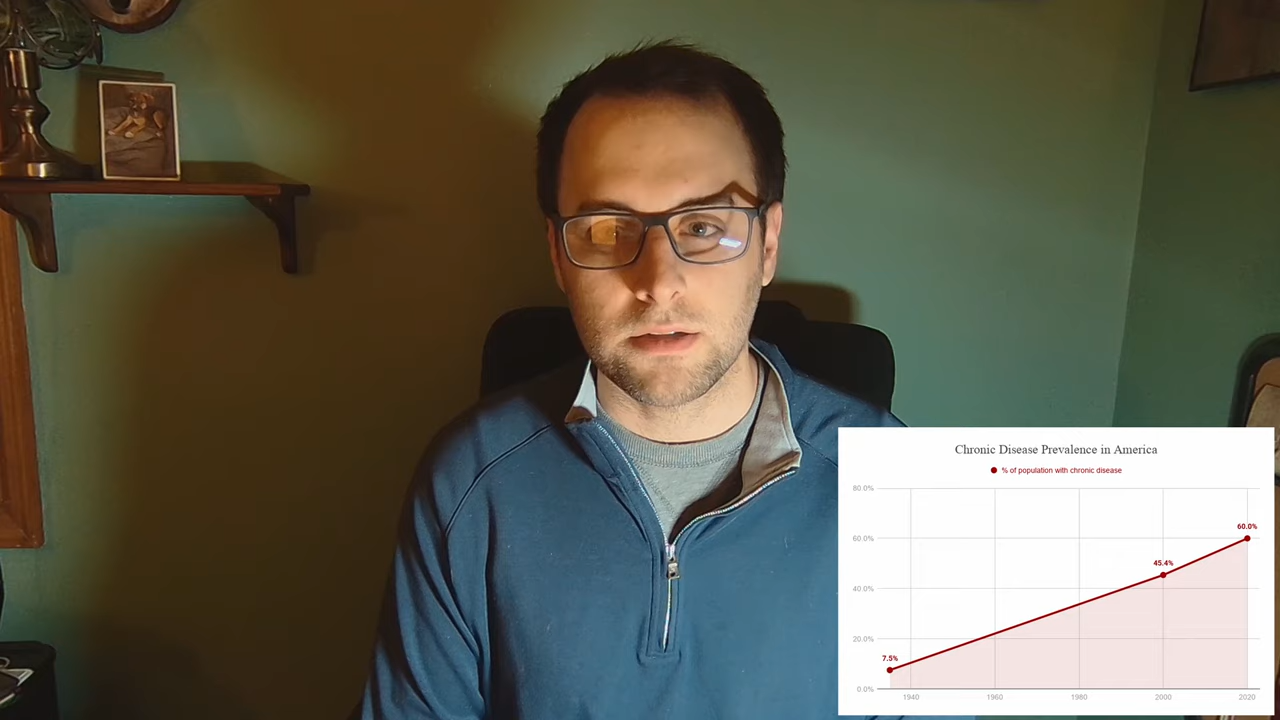 Chronic Disease Prevalence in America
% of population with chronic disease
80.0%
60.0%
60.0%
45.4%
40.0%
20.0%
7.5%
0.0%
1940 1960 1980 2000 2020